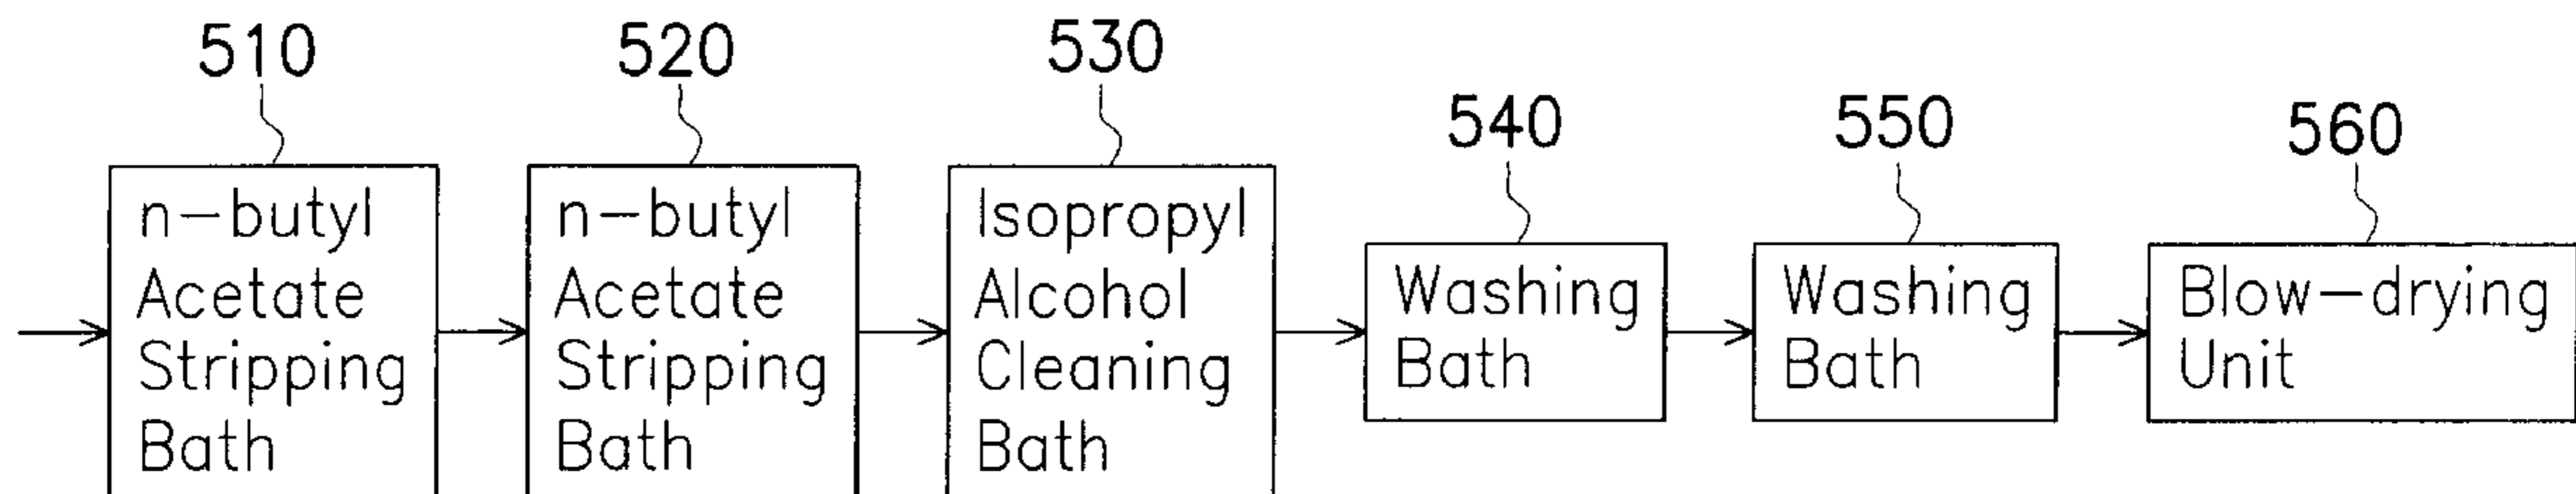 510
520
530
540
550
560
n-butyl
Acetate
Stripping
Bath
n-butyl
Acetate
Stripping
Bath
Isopropyl
Alcohol
Cleaning
Bath
Washing
Bath
Washing
Bath
Blow-drying
Unit